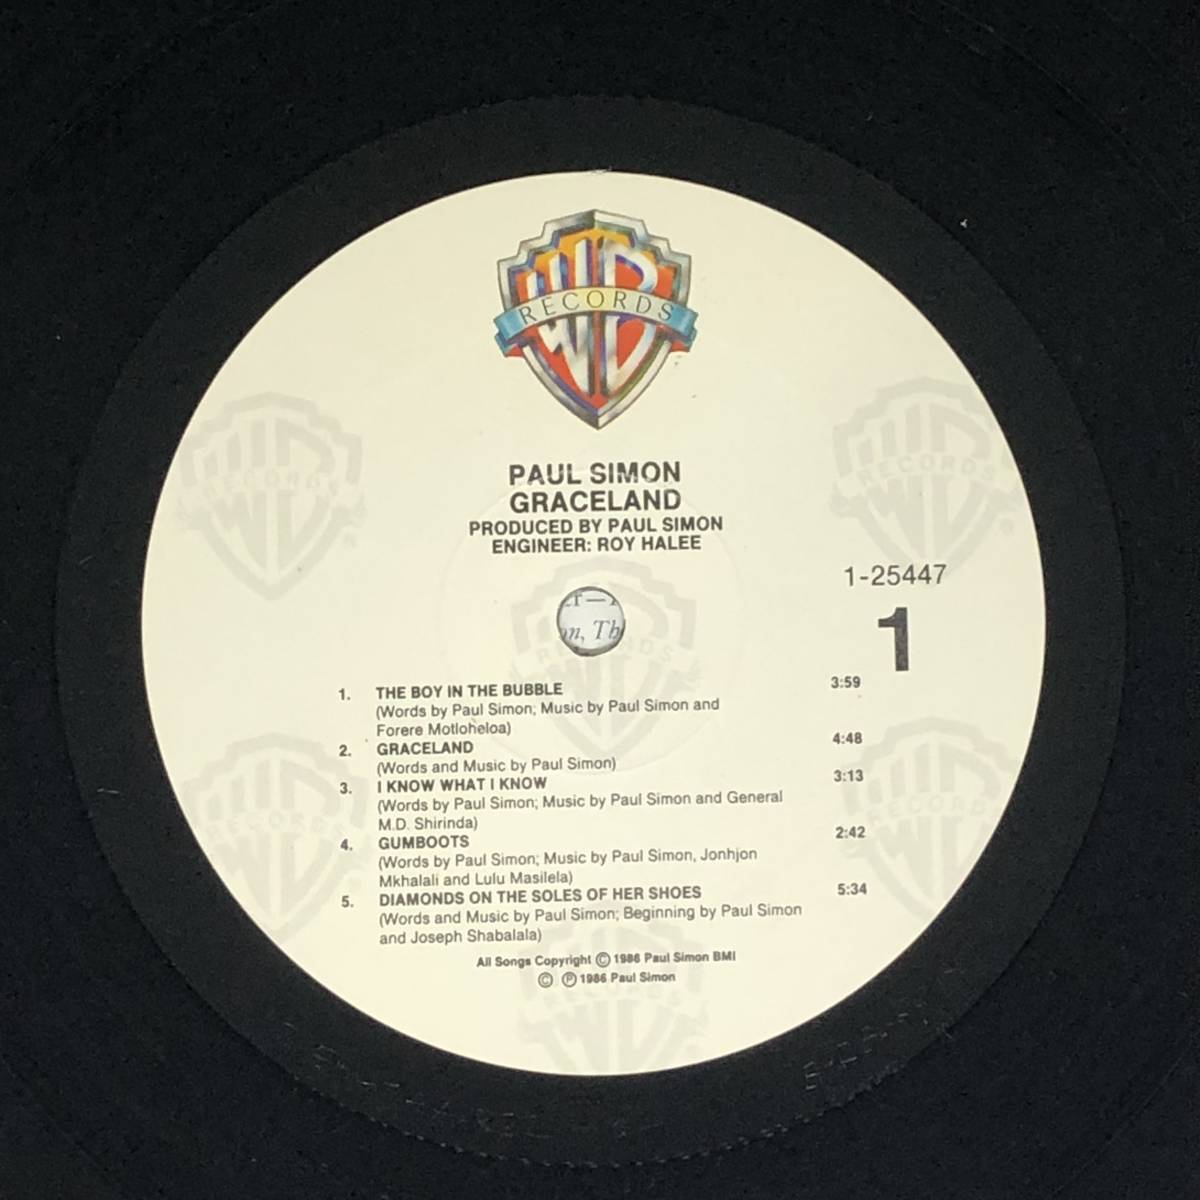 WB
RECORDS
PAUL SIMON
GRACELAND
PRODUCED BY PAUL SIMON
ENGINEER: ROY HALEE
1-25447
1
on, Th
1. THE BOY IN THE BUBBLE 3:59
(Words by Paul Simon; Music by Paul Simon and
Forere Motloheloa)
2. GRACELAND 4:48
(Words and Music by Paul Simon)
3. I KNOW WHAT I KNOW 3:13
(Words by Paul Simon; Music by Paul Simon and General
M.D. Shirinda)
4. GUMBOOTS 2:42
(Words by Paul Simon; Music by Paul Simon, Jonhjon
Mkhalali and Lulu Masilela)
5. DIAMONDS ON THE SOLES OF HER SHOES 5:34
(Words and Music by Paul Simon; Beginning by Paul Simon
and Joseph Shabalala)
All Songs Copyright © 1986 Paul Simon BMI
© ℗ 1986 Paul Simon